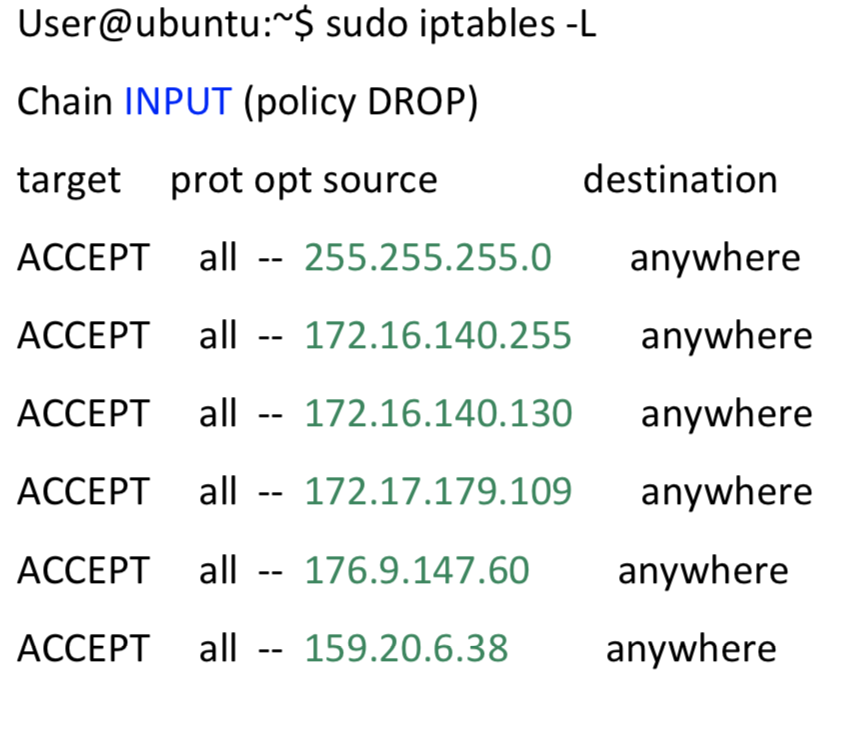 User@ubuntu:~$ sudo iptables -L
Chain INPUT (policy DROP)
target prot opt source destination
ACCEPT all -- 255.255.255.0 anywhere
ACCEPT all -- 172.16.140.255 anywhere
ACCEPT all -- 172.16.140.130 anywhere
ACCEPT all -- 172.17.179.109 anywhere
ACCEPT all -- 176.9.147.60 anywhere
ACCEPT all -- 159.20.6.38 anywhere